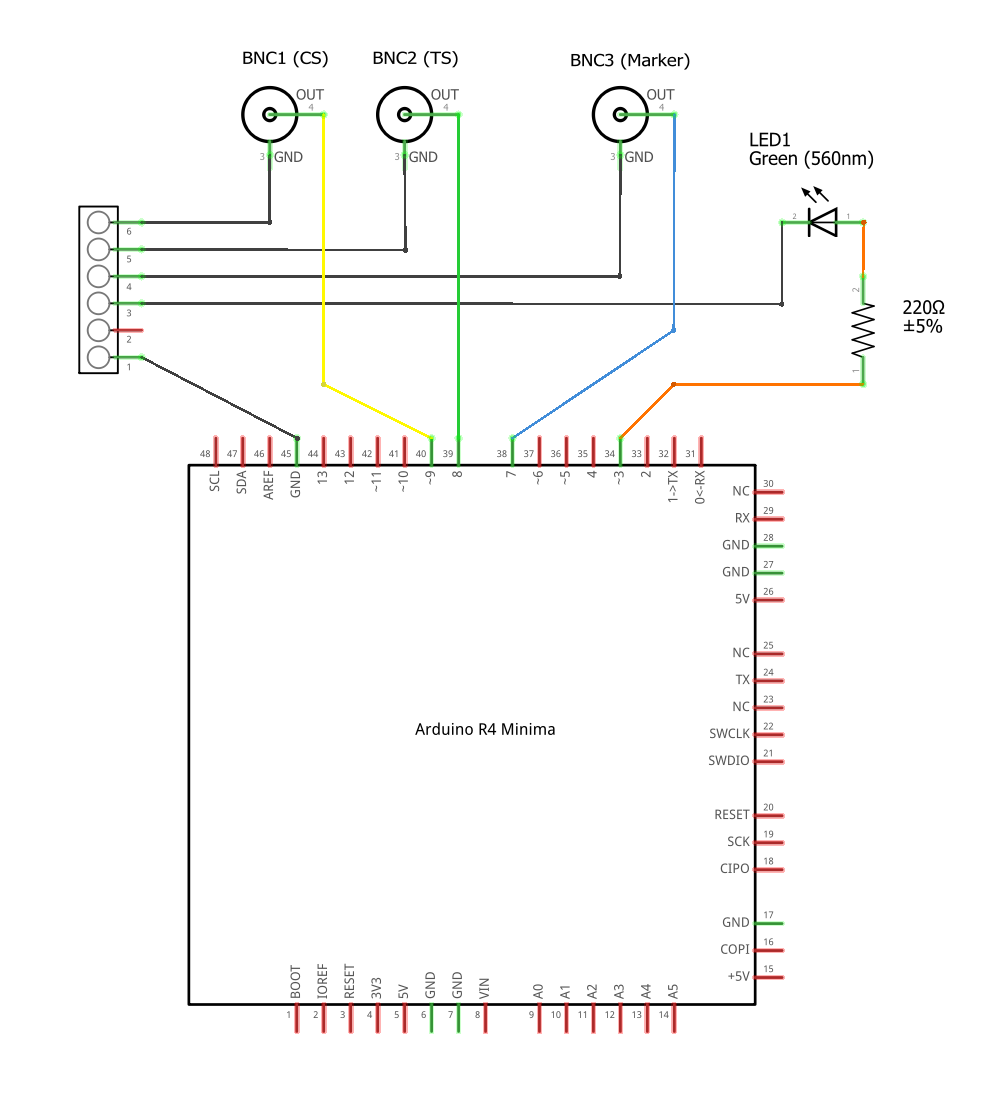 BNC1 (CS)
BNC2 (TS)
BNC3 (Marker)
OUT
4
OUT
4
OUT
4
3
GND
3
GND
3
GND
LED1
Green (560nm)
2
1
6
5
4
3
2
1
2
1
220Ω
±5%
48
47
46
45
44
43
42
41
40
39
38
37
36
35
34
33
32
31
SCL
SDA
AREF
GND
13
12
~11
~10
~9
8
7
~6
~5
4
~3
2
1->TX
0<-RX
NC
30
RX
29
GND
28
GND
27
5V
26
NC
25
TX
24
NC
23
SWCLK
22
SWDIO
21
RESET
20
SCK
19
CIPO
18
GND
17
COPI
16
+5V
15
Arduino R4 Minima
BOOT
IOREF
RESET
3V3
5V
GND
GND
VIN
A0
A1
A2
A3
A4
A5
1
2
3
4
5
6
7
8
9
10
11
12
13
14